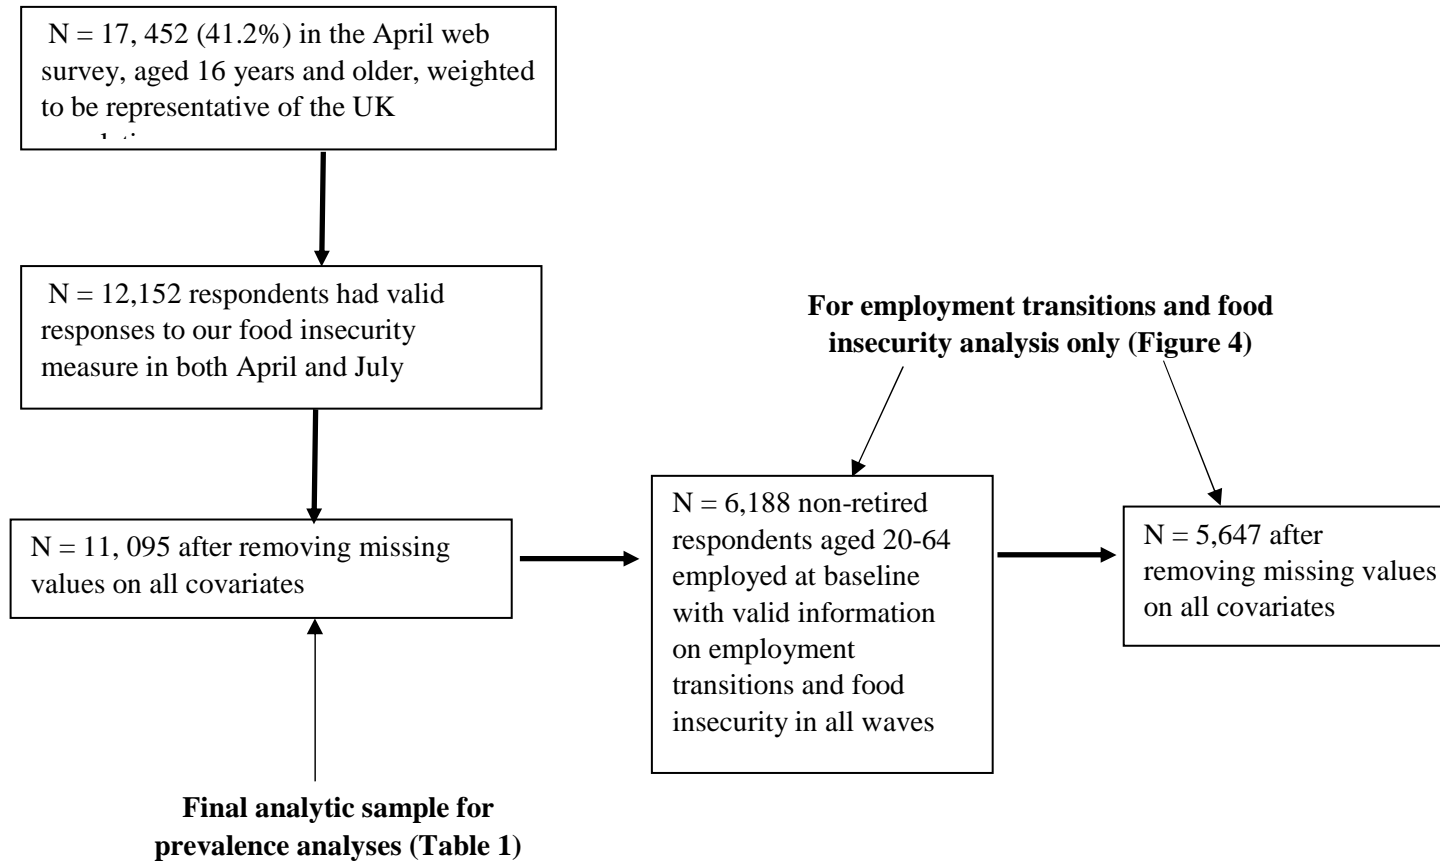 N = 17, 452 (41.2%) in the April web
survey, aged 16 years and older, weighted
to be representative of the UK
N = 12,152 respondents had valid
responses to our food insecurity
measure in both April and July
For employment transitions and food
insecurity analysis only (Figure 4)
N = 11, 095 after removing missing
values on all covariates
N = 6,188 non-retired
respondents aged 20-64
employed at baseline
with valid information
on employment
transitions and food
insecurity in all waves
N = 5,647 after
removing missing values
on all covariates
Final analytic sample for
prevalence analyses (Table 1)